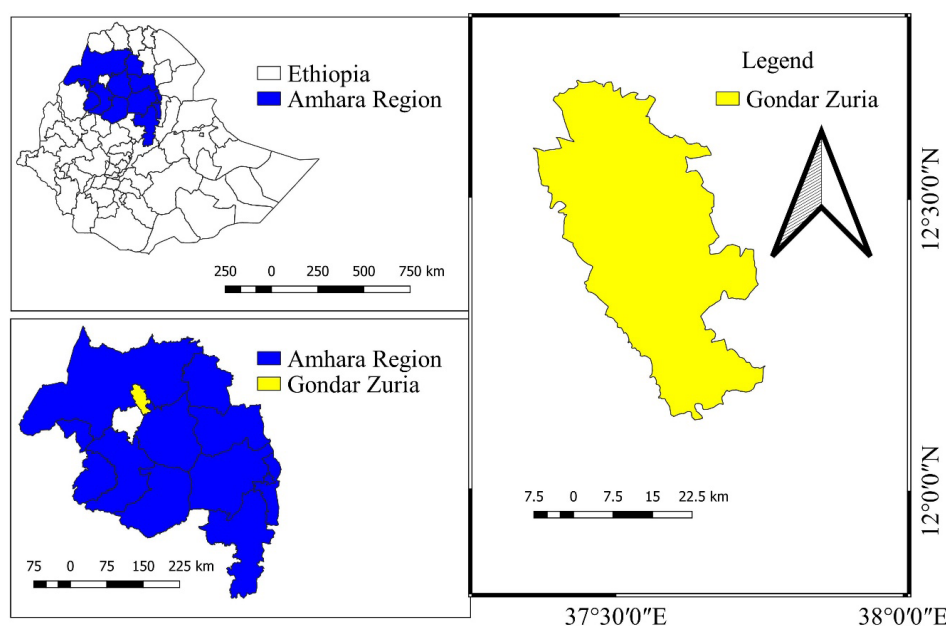 Ethiopia
Amhara Region
250 0 250 500 750 km
Amhara Region
Gondar Zuria
75 0 75 150 225 km
Legend
Gondar Zuria
7.5 0 7.5 15 22.5 km
12°30′0″N
12°0′0″N
37°30′0″E 38°0′0″E